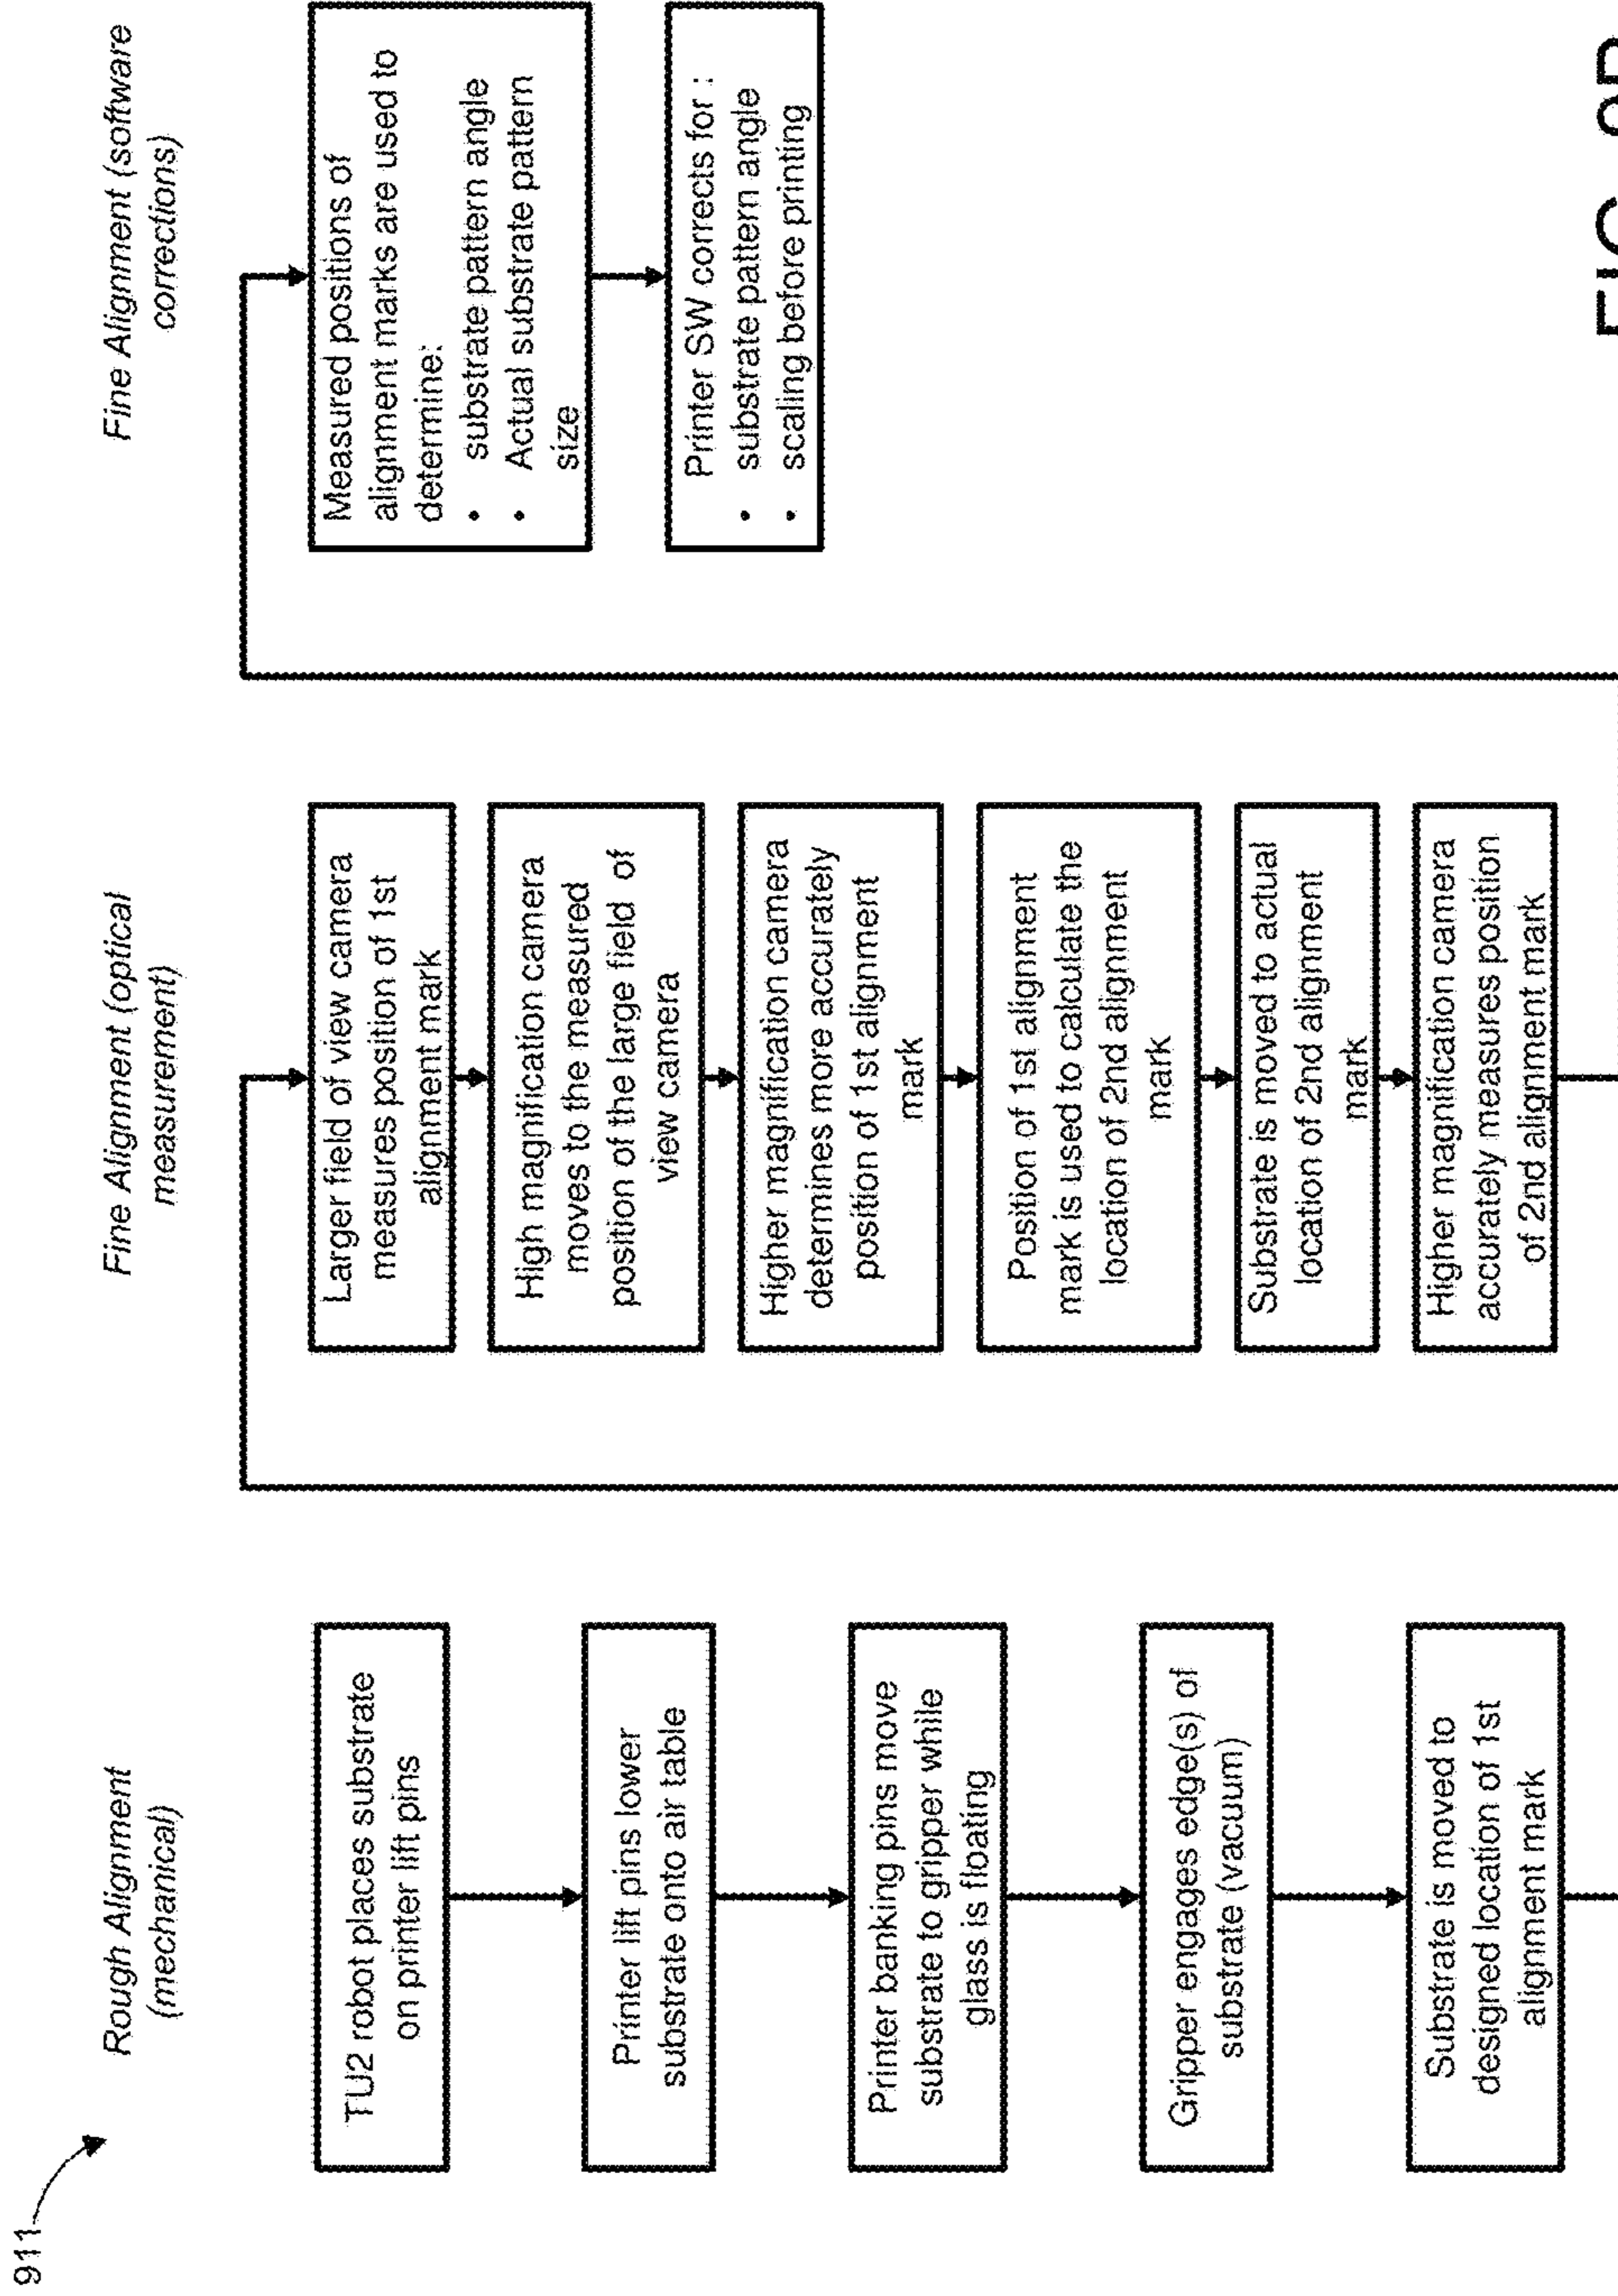 911
Rough Alignment
(mechanical)
TU2 robot places substrate
on printer lift pins
Printer lift pins lower
substrate onto air table
Printer banking pins move
substrate to gripper while
glass is floating
Gripper engages edge(s) of
substrate (vacuum)
Substrate is moved to
designed location of 1st
alignment mark
Fine Alignment (optical
measurement)
Larger field of view camera
measures position of 1st
alignment mark
High magnification camera
moves to the measured
position of the large field of
view camera
Higher magnification camera
determines more accurately
position of 1st alignment
mark
Position of 1st alignment
mark is used to calculate the
location of 2nd alignment
mark
Substrate is moved to actual
location of 2nd alignment
mark
Higher magnification camera
accurately measures position
of 2nd alignment mark
Fine Alignment (software
corrections)
Measured positions of
alignment marks are used to
determine:
• substrate pattern angle
• Actual substrate pattern
size
Printer SW corrects for :
• substrate pattern angle
• scaling before printing